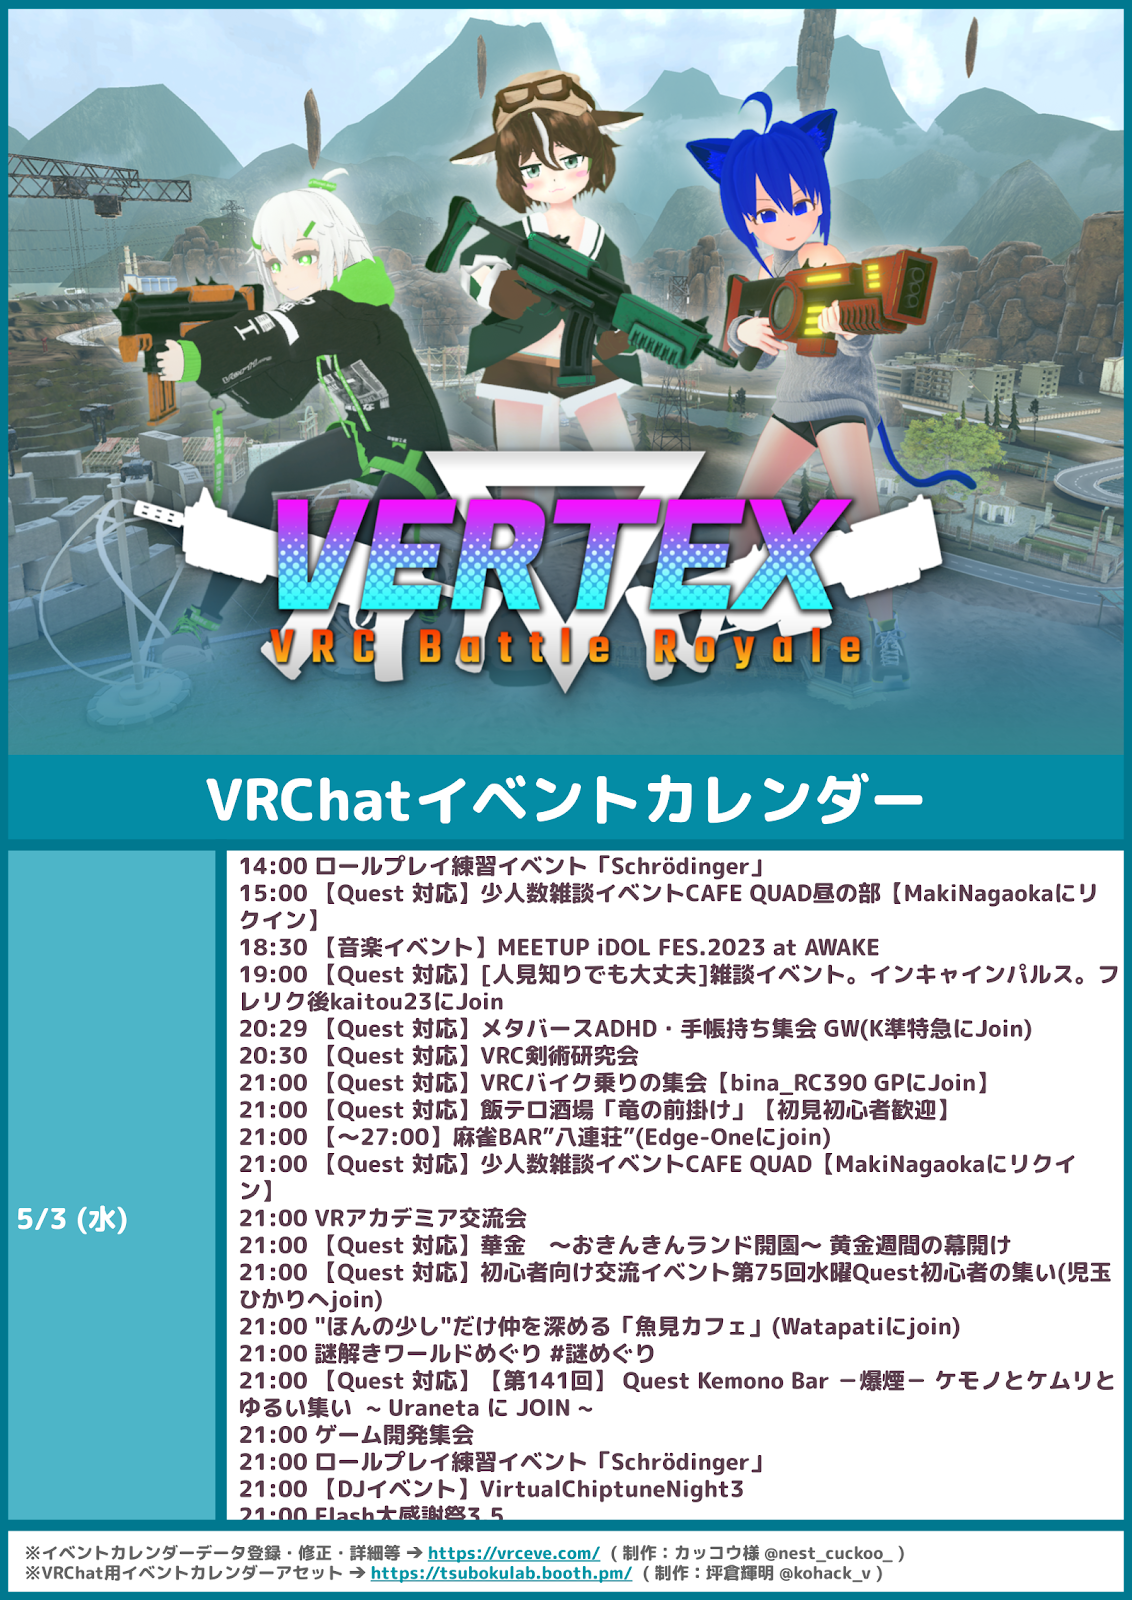 VERTEX
VRC Battle Royale
VRChatイベントカレンダー
5/3 (水)
14:00 ロールプレイ練習イベント「Schrödinger」
15:00 【Quest 対応】少人数雑談イベントCAFE QUAD昼の部【MakiNagaokaにリ
クイン】
18:30 【音楽イベント】MEETUP iDOL FES.2023 at AWAKE
19:00 【Quest 対応】[人見知りでも大丈夫]雑談イベント。インキャインパルス。フ
レリク後kaitou23にJoin
20:29 【Quest 対応】メタバースADHD・手帳持ち集会 GW(K準特急にJoin)
20:30 【Quest 対応】VRC剣術研究会
21:00 【Quest 対応】VRCバイク乗りの集会【bina_RC390 GPにJoin】
21:00 【Quest 対応】飯テロ酒場「竜の前掛け」【初見初心者歓迎】
21:00 【～27:00】麻雀BAR”八連荘”(Edge-Oneにjoin)
21:00 【Quest 対応】少人数雑談イベントCAFE QUAD【MakiNagaokaにリクイ
ン】
21:00 VRアカデミア交流会
21:00 【Quest 対応】華金　～おきんきんランド開園～ 黄金週間の幕開け
21:00 【Quest 対応】初心者向け交流イベント第75回水曜Quest初心者の集い(児玉
ひかりへjoin)
21:00 "ほんの少し"だけ仲を深める「魚見カフェ」(Watapatiにjoin)
21:00 謎解きワールドめぐり #謎めぐり
21:00 【Quest 対応】【第141回】 Quest Kemono Bar －爆煙－ ケモノとケムリと
ゆるい集い ~ Uraneta に JOIN ~
21:00 ゲーム開発集会
21:00 ロールプレイ練習イベント「Schrödinger」
21:00 【DJイベント】VirtualChiptuneNight3
21:00 Flash大感謝祭3.5
※イベントカレンダーデータ登録・修正・詳細等 ➔ https://vrceve.com/ ( 制作：カッコウ様 @nest_cuckoo_ )
※VRChat用イベントカレンダーアセット ➔ https://tsubokulab.booth.pm/ ( 制作：坪倉輝明 @kohack_v )